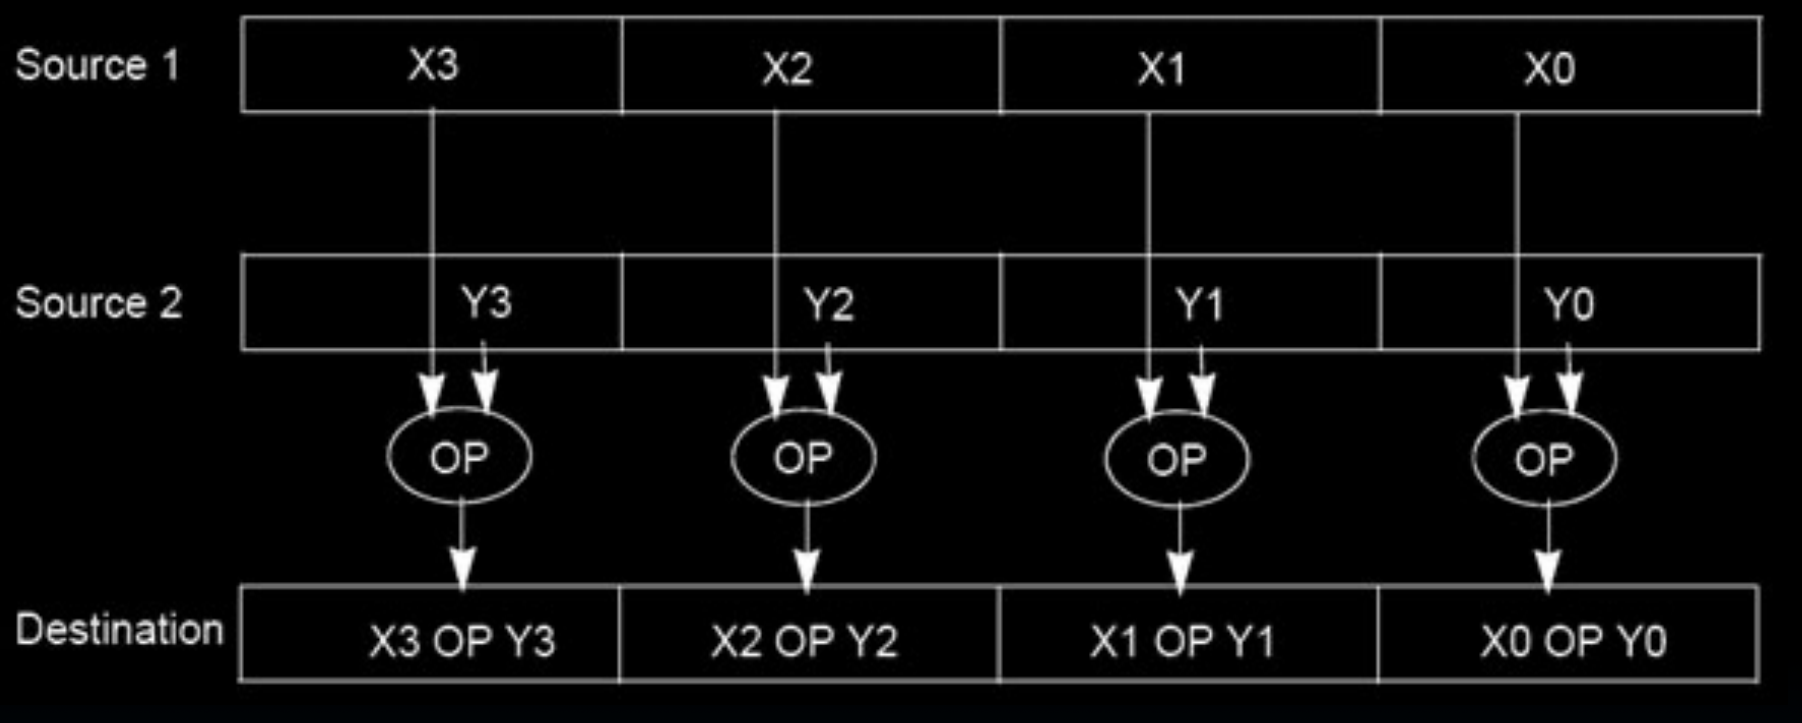 Source 1 X3 X2 X1 X0
Source 2 Y3 Y2 Y1 Y0
OP OP OP OP
Destination X3 OP Y3 X2 OP Y2 X1 OP Y1 X0 OP Y0